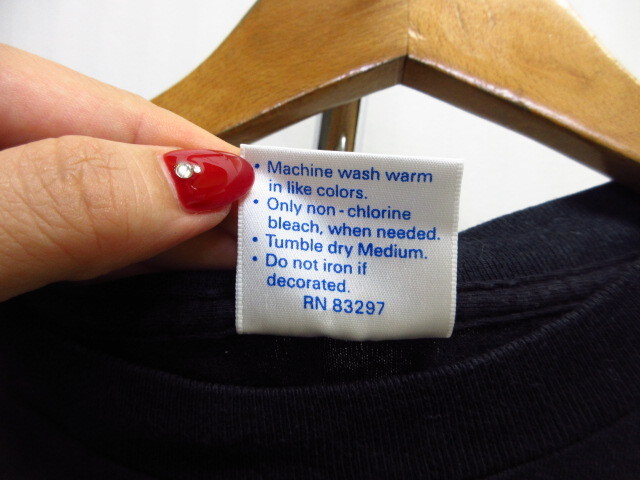 • Machine wash warm
in like colors.
• Only non-chlorine
bleach, when needed.
• Tumble dry Medium.
• Do not iron if
decorated.
RN 83297